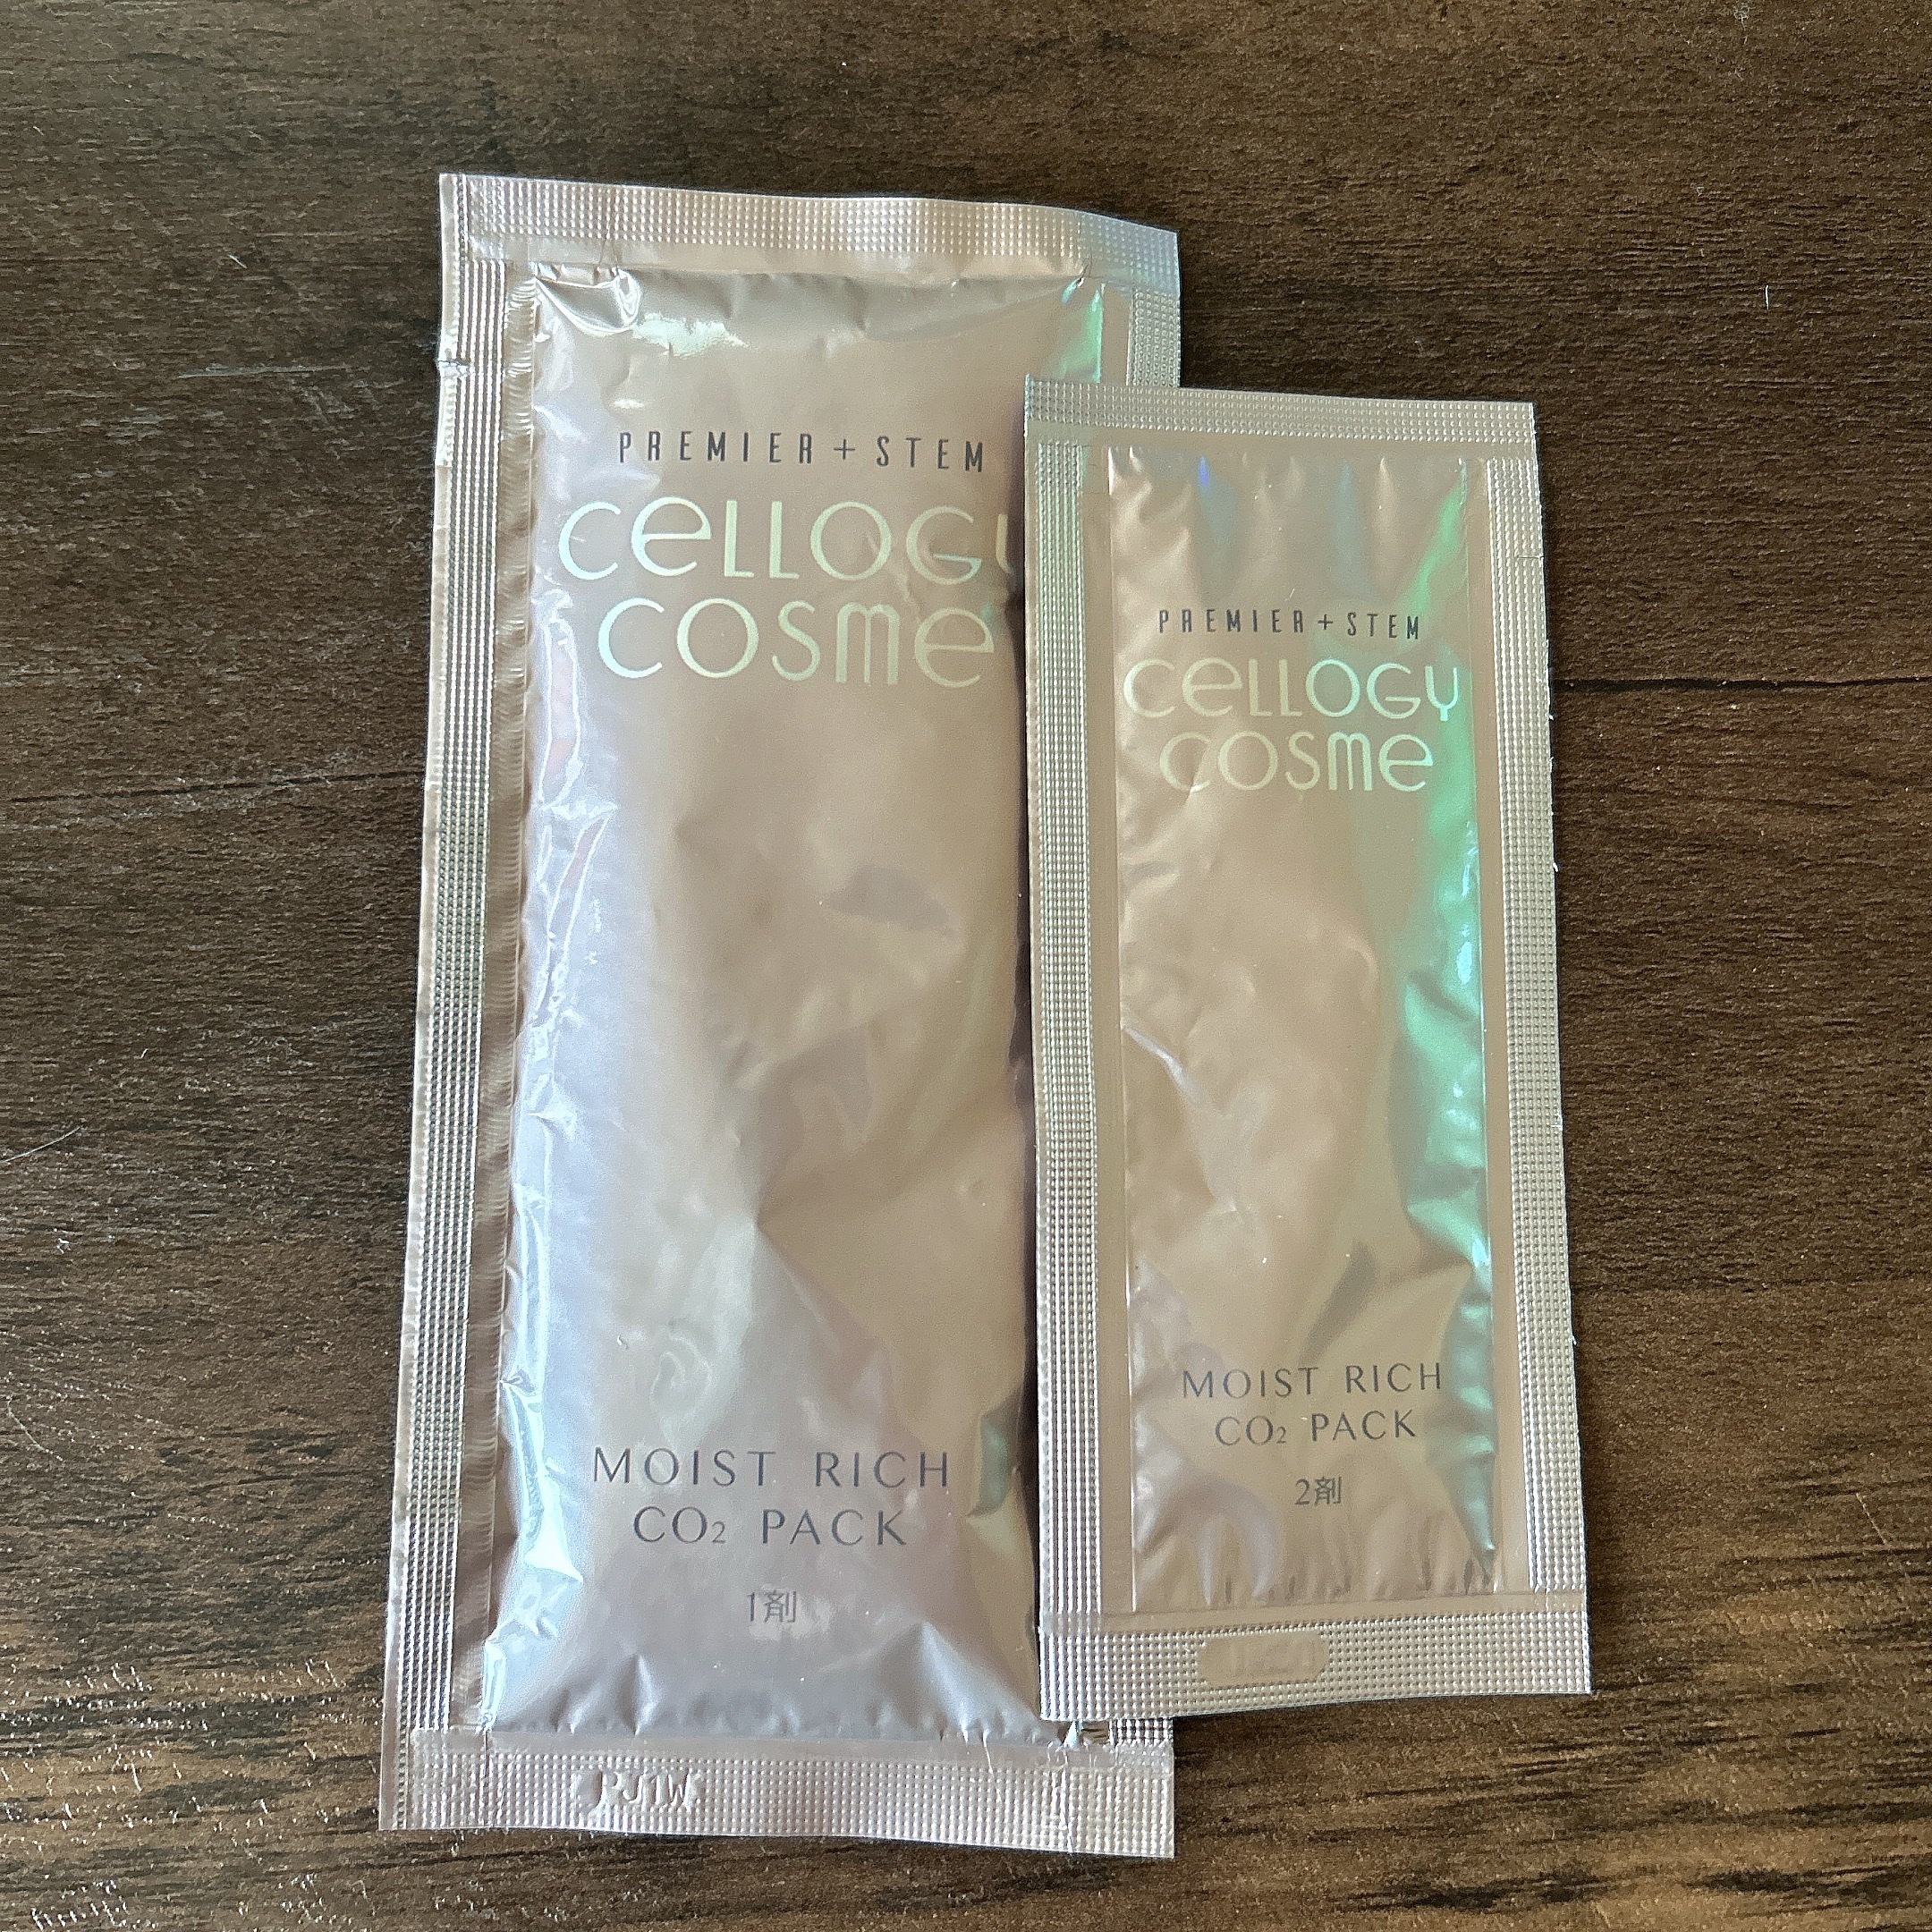 PREMIER+STEM
CELLOGY
COSME
MOIST RICH
CO₂ PACK
1剤
PJ1W
PREMIER+STEM
CELLOGY
COSME
MOIST RICH
CO₂ PACK
2剤